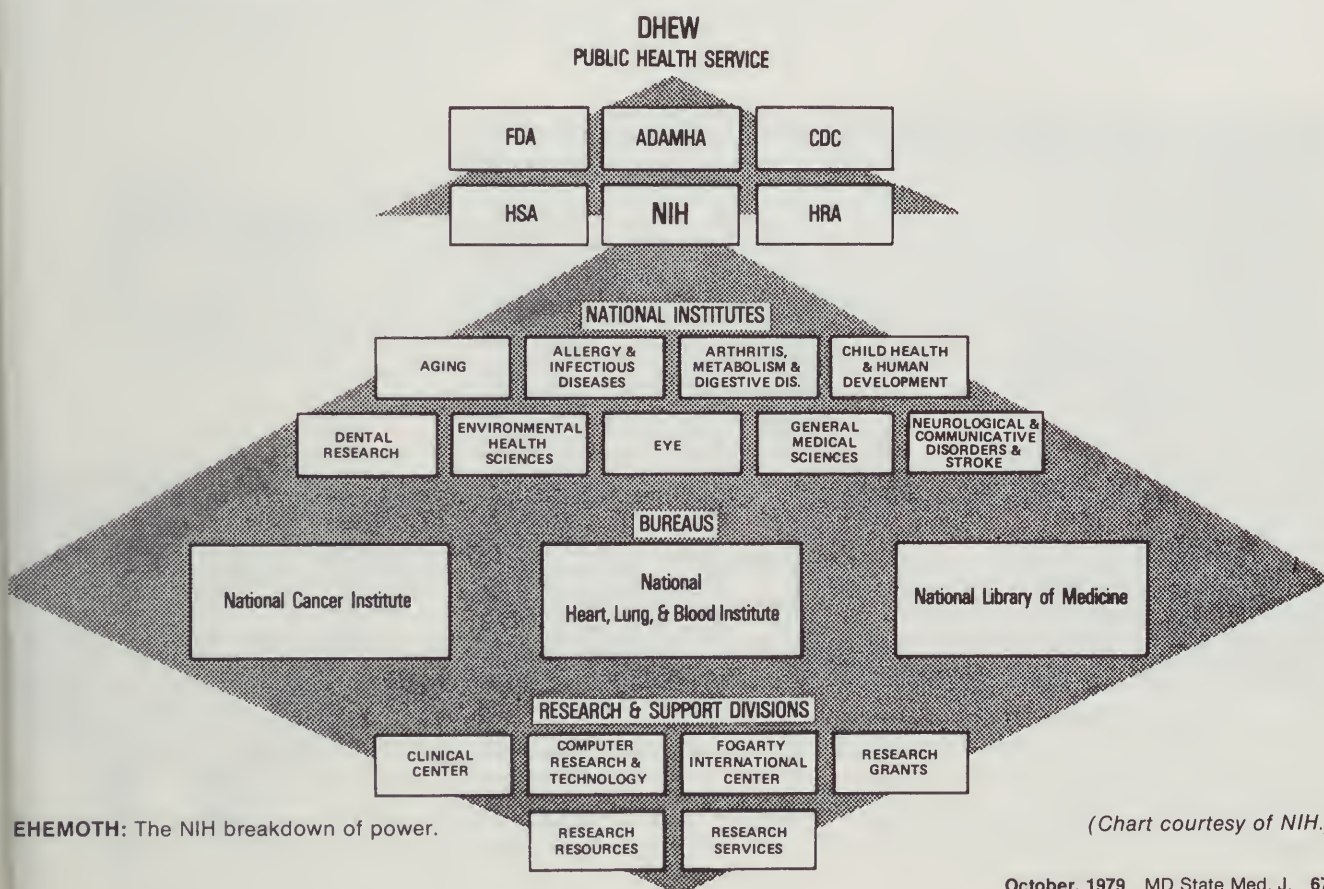 DHEW
PUBLIC HEALTH SERVICE
FDA
ADAMHA
CDC
HSA
NIH
HRA
NATIONAL INSTITUTES
AGING
ALLERGY &
INFECTIOUS
DISEASES
ARTHRITIS,
METABOLISM &
DIGESTIVE DIS.
CHILD HEALTH
& HUMAN
DEVELOPMENT
DENTAL
RESEARCH
ENVIRONMENTAL
HEALTH
SCIENCES
EYE
GENERAL
MEDICAL
SCIENCES
NEUROLOGICAL &
COMMUNICATIVE
DISORDERS &
STROKE
BUREAUS
National Cancer Institute
National
Heart, Lung, & Blood Institute
National Library of Medicine
RESEARCH & SUPPORT DIVISIONS
CLINICAL
CENTER
COMPUTER
RESEARCH &
TECHNOLOGY
FOGARTY
INTERNATIONAL
CENTER
RESEARCH
GRANTS
RESEARCH
RESOURCES
RESEARCH
SERVICES
EHEMOTH: The NIH breakdown of power.
(Chart courtesy of NIH.
October, 1979 MD State Med. J. 67